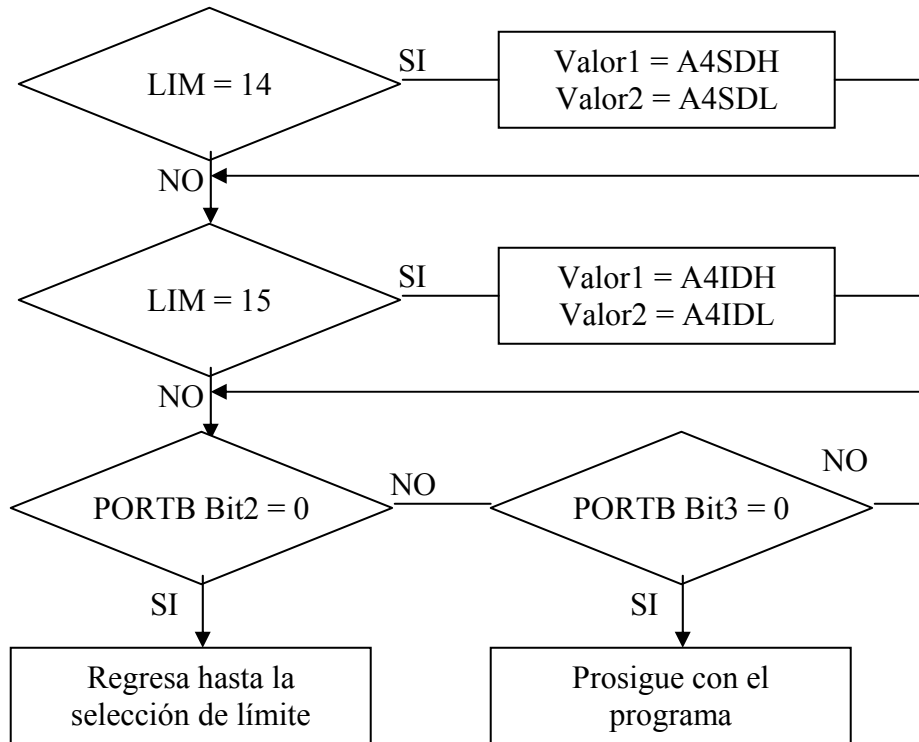 LIM = 14
SI
Valor1 = A4SDH
Valor2 = A4SDL
NO
LIM = 15
SI
Valor1 = A4IDH
Valor2 = A4IDL
NO
PORTB Bit2 = 0
NO
PORTB Bit3 = 0
NO
SI
SI
Regresa hasta la
selección de límite
Prosigue con el
programa